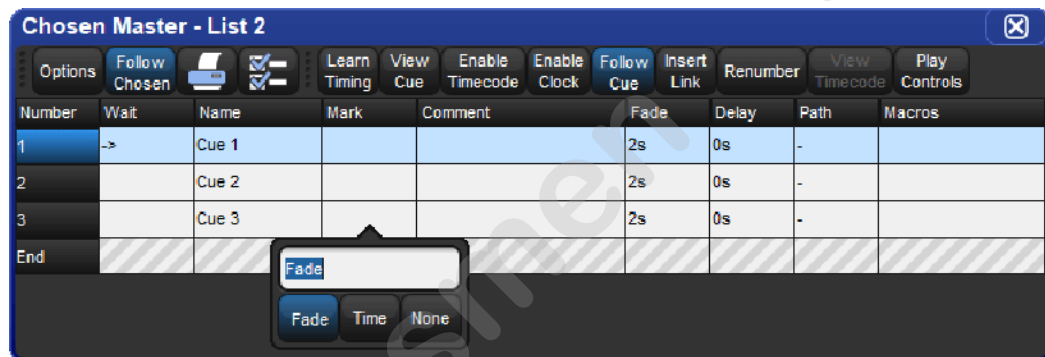 Chosen Master - List 2
Options Follow Chosen Learn Timing View Cue Enable Timecode Enable Clock Follow Cue Insert Link Renumber View Timecode Play Controls
Number Wait Name Mark Comment Fade Delay Path Macros
1 -> Cue 1 2s 0s -
2 Cue 2 2s 0s -
3 Cue 3 2s 0s -
End
Fade
Fade Time None